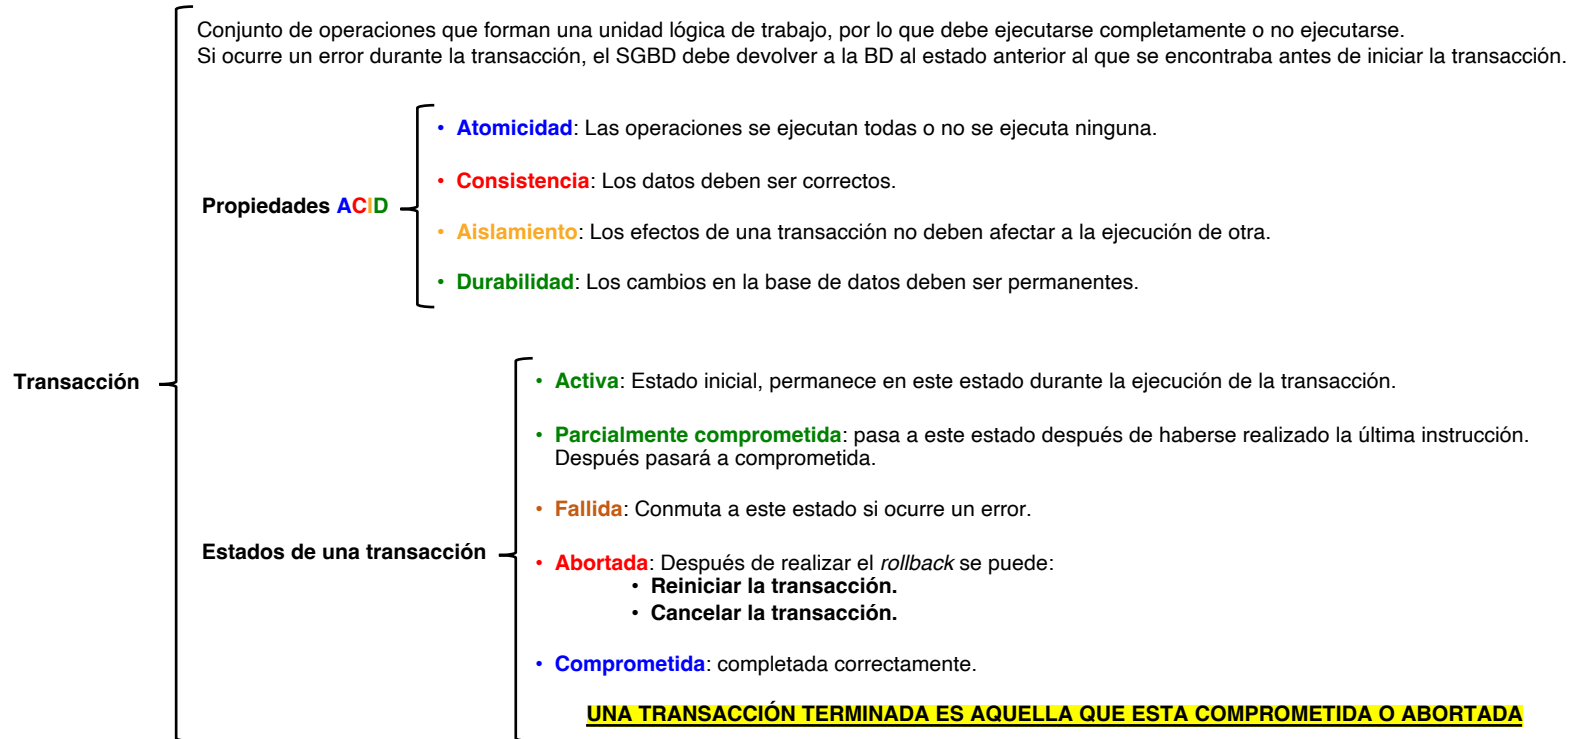 Conjunto de operaciones que forman una unidad lógica de trabajo, por lo que debe ejecutarse completamente o no ejecutarse.
Si ocurre un error durante la transacción, el SGBD debe devolver a la BD al estado anterior al que se encontraba antes de iniciar la transacción.
• Atomicidad: Las operaciones se ejecutan todas o no se ejecuta ninguna.
• Consistencia: Los datos deben ser correctos.
Propiedades ACID
• Aislamiento: Los efectos de una transacción no deben afectar a la ejecución de otra.
• Durabilidad: Los cambios en la base de datos deben ser permanentes.
Transacción
• Activa: Estado inicial, permanece en este estado durante la ejecución de la transacción.
• Parcialmente comprometida: pasa a este estado después de haberse realizado la última instrucción.
Después pasará a comprometida.
• Fallida: Conmuta a este estado si ocurre un error.
Estados de una transacción
• Abortada: Después de realizar el rollback se puede:
• Reiniciar la transacción.
• Cancelar la transacción.
• Comprometida: completada correctamente.
UNA TRANSACCIÓN TERMINADA ES AQUELLA QUE ESTA COMPROMETIDA O ABORTADA